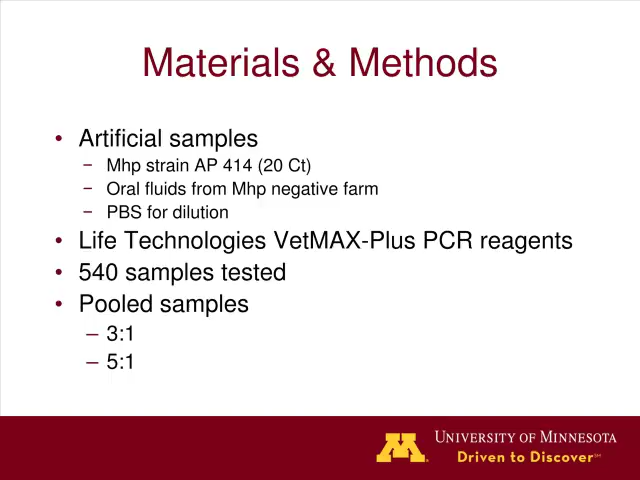 Materials & Methods
• Artificial samples
− Mhp strain AP 414 (20 Ct)
− Oral fluids from Mhp negative farm
− PBS for dilution
• Life Technologies VetMAX-Plus PCR reagents
• 540 samples tested
• Pooled samples
– 3:1
– 5:1
M
UNIVERSITY OF MINNESOTA
Driven to Discover℠